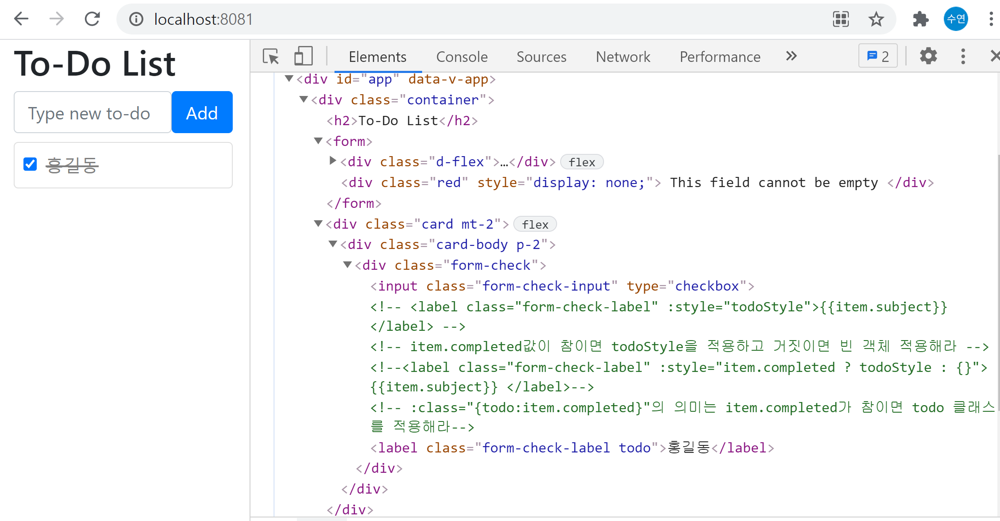 localhost:8081
수연
To-Do List
Type new to-do
Add
홍길동
Elements
Console
Sources
Network
Performance
2
<div id="app" data-v-app>
<div class="container">
<h2>To-Do List</h2>
<form>
<div class="d-flex">…</div> flex
<div class="red" style="display: none;"> This field cannot be empty </div>
</form>
<div class="card mt-2"> flex
<div class="card-body p-2">
<div class="form-check">
<input class="form-check-input" type="checkbox">
<!-- <label class="form-check-label" :style="todoStyle">{{item.subject}}
</label> -->
<!-- item.completed값이 참이면 todoStyle을 적용하고 거짓이면 빈 객체 적용해라 -->
<!--<label class="form-check-label" :style="item.completed ? todoStyle : {}">
{{item.subject}} </label>-->
<!-- :class="{todo:item.completed}"의 의미는 item.completed가 참이면 todo 클래스
를 적용해라-->
<label class="form-check-label todo">홍길동</label>
</div>
</div>
</div>